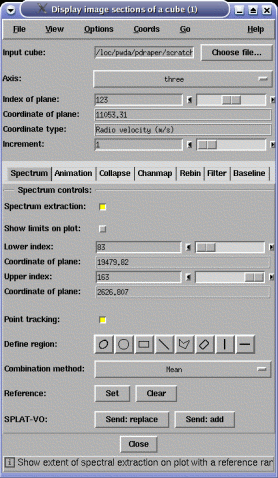 Display image sections of a cube (1)
File View Options Coords Go Help
Input cube: /loc/pwda/pdraper/scratch Choose file...
Axis: three
Index of plane: 123
Coordinate of plane: 11053.31
Coordinate type: Radio velocity (m/s)
Increment: 1
Spectrum Animation Collapse Chanmap Rebin Filter Baseline
Spectrum controls:
Spectrum extraction:
Show limits on plot:
Lower index: 83
Coordinate of plane: 19479.82
Upper index: 163
Coordinate of plane: 2626.807
Point tracking:
Define region:
Combination method: Mean
Reference: Set Clear
SPLAT-VO: Send: replace Send: add
Close
Show extent of spectral extraction on plot with a reference ran